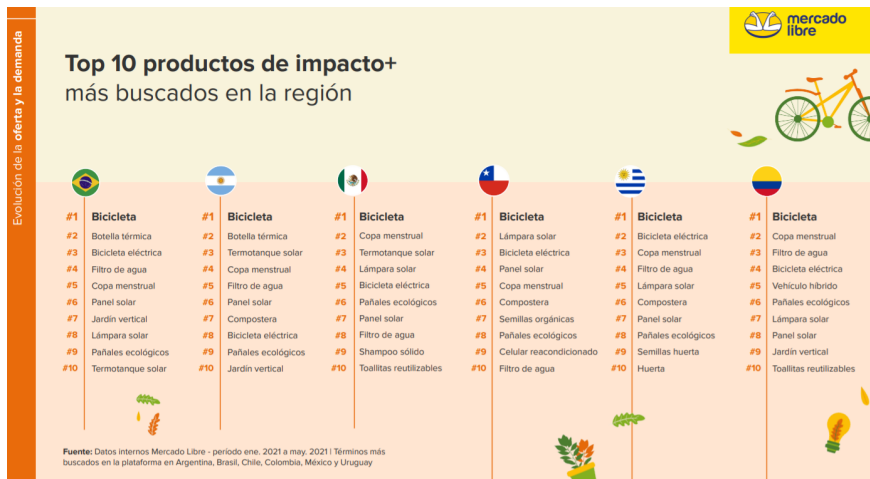 Evolución de la oferta y la demanda
mercado
libre
Top 10 productos de impacto+
más buscados en la región
#1 Bicicleta
#2 Botella térmica
#3 Bicicleta eléctrica
#4 Filtro de agua
#5 Copa menstrual
#6 Panel solar
#7 Jardín vertical
#8 Lámpara solar
#9 Pañales ecológicos
#10 Termotanque solar
#1 Bicicleta
#2 Botella térmica
#3 Termotanque solar
#4 Copa menstrual
#5 Filtro de agua
#6 Panel solar
#7 Compostera
#8 Bicicleta eléctrica
#9 Pañales ecológicos
#10 Jardín vertical
#1 Bicicleta
#2 Copa menstrual
#3 Termotanque solar
#4 Lámpara solar
#5 Bicicleta eléctrica
#6 Pañales ecológicos
#7 Panel solar
#8 Filtro de agua
#9 Shampoo sólido
#10 Toallitas reutilizables
#1 Bicicleta
#2 Lámpara solar
#3 Bicicleta eléctrica
#4 Panel solar
#5 Copa menstrual
#6 Compostera
#7 Semillas orgánicas
#8 Pañales ecológicos
#9 Celular reacondicionado
#10 Filtro de agua
#1 Bicicleta
#2 Bicicleta eléctrica
#3 Copa menstrual
#4 Filtro de agua
#5 Lámpara solar
#6 Compostera
#7 Panel solar
#8 Pañales ecológicos
#9 Semillas huerta
#10 Huerta
#1 Bicicleta
#2 Copa menstrual
#3 Filtro de agua
#4 Bicicleta eléctrica
#5 Vehículo híbrido
#6 Pañales ecológicos
#7 Lámpara solar
#8 Panel solar
#9 Jardín vertical
#10 Toallitas reutilizables
Fuente: Datos internos Mercado Libre - período ene. 2021 a may. 2021 | Términos más
buscados en la plataforma en Argentina, Brasil, Chile, Colombia, México y Uruguay